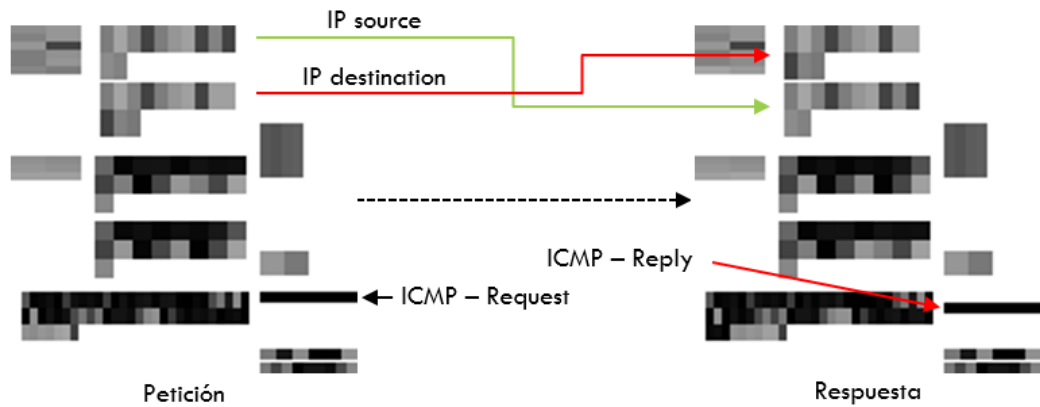 IP source
IP destination
ICMP – Reply
ICMP – Request
Petición
Respuesta